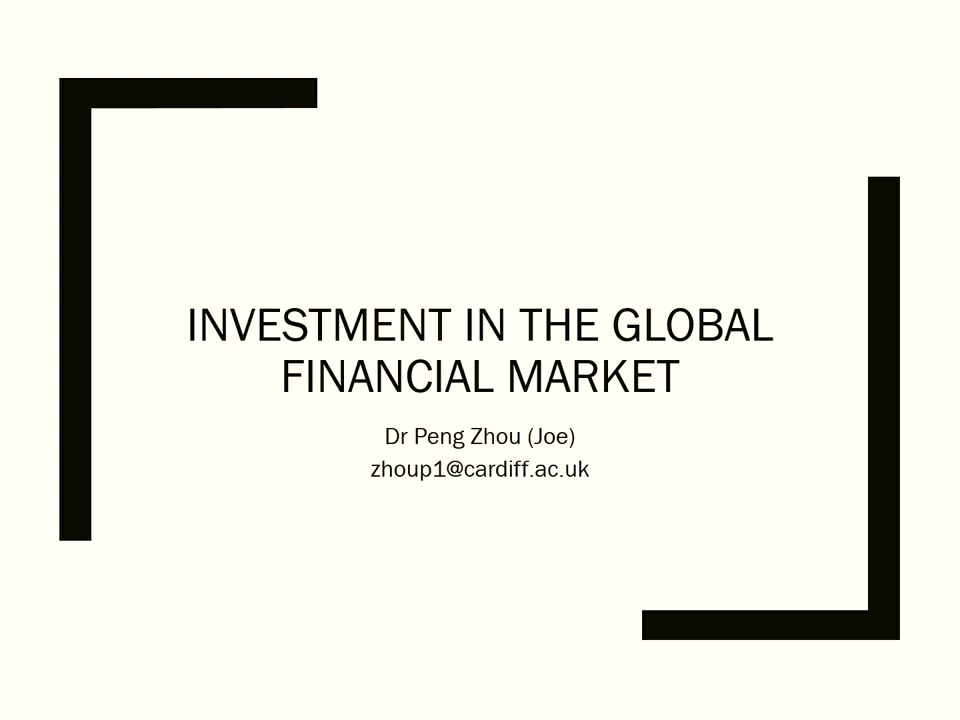 INVESTMENT IN THE GLOBAL
FINANCIAL MARKET
Dr Peng Zhou (Joe)
zhoup1@cardiff.ac.uk